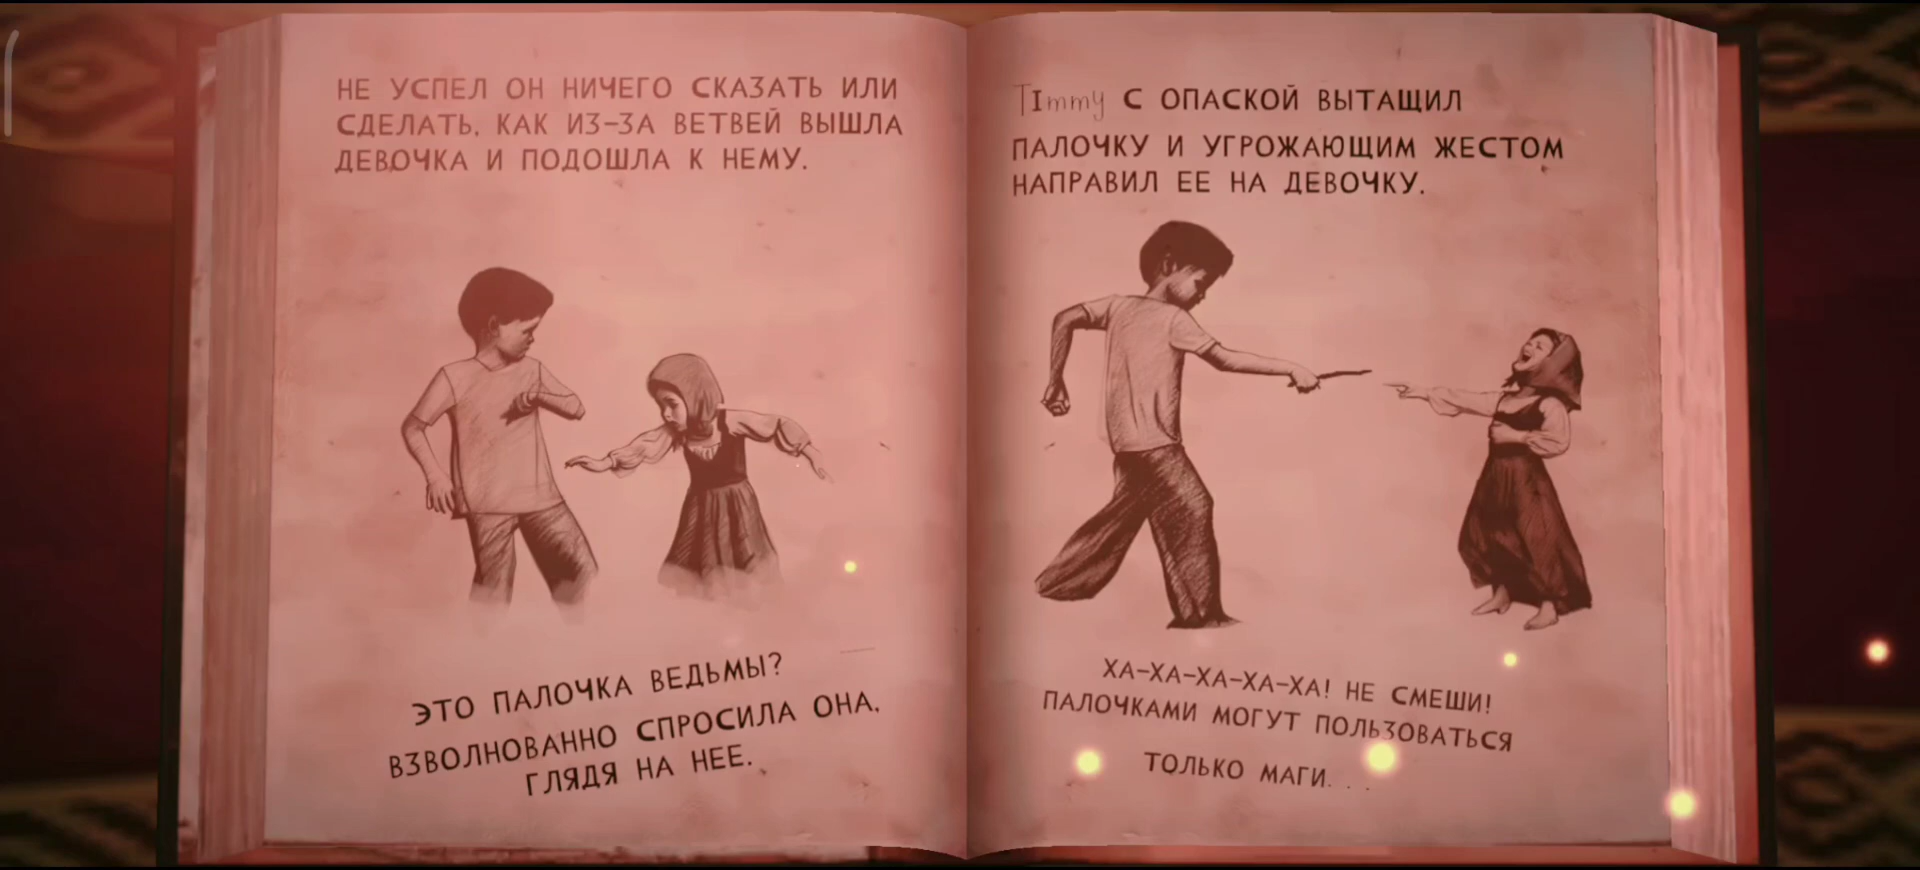 НЕ УСПЕЛ ОН НИЧЕГО СКАЗАТЬ ИЛИ
СДЕЛАТЬ, КАК ИЗ-ЗА ВЕТВЕЙ ВЫШЛА
ДЕВОЧКА И ПОДОШЛА К НЕМУ.
ЭТО ПАЛОЧКА ВЕДЬМЫ?
ВЗВОЛНОВАННО СПРОСИЛА ОНА,
ГЛЯДЯ НА НЕЕ.
TImmy С ОПАСКОЙ ВЫТАЩИЛ
ПАЛОЧКУ И УГРОЖАЮЩИМ ЖЕСТОМ
НАПРАВИЛ ЕЕ НА ДЕВОЧКУ.
ХА-ХА-ХА-ХА-ХА! НЕ СМЕШИ!
ПАЛОЧКАМИ МОГУТ ПОЛЬЗОВАТЬСЯ
ТОЛЬКО МАГИ. . .